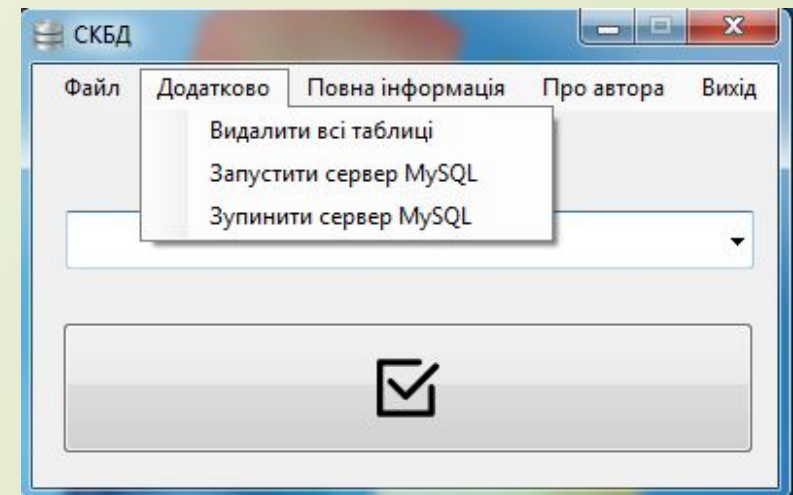 СКБД
Файл Додатково Повна інформація Про автора Вихід
Видалити всі таблиці
Запустити сервер MySQL
Зупинити сервер MySQL